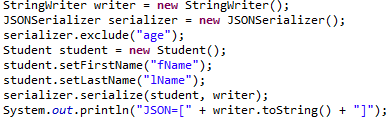 StringWriter writer = new StringWriter();
JSONSerializer serializer = new JSONSerializer();
serializer.exclude("age");
Student student = new Student();
student.setFirstName("fName");
student.setLastName("lName");
serializer.serialize(student, writer);
System.out.println("JSON=[" + writer.toString() + "]");